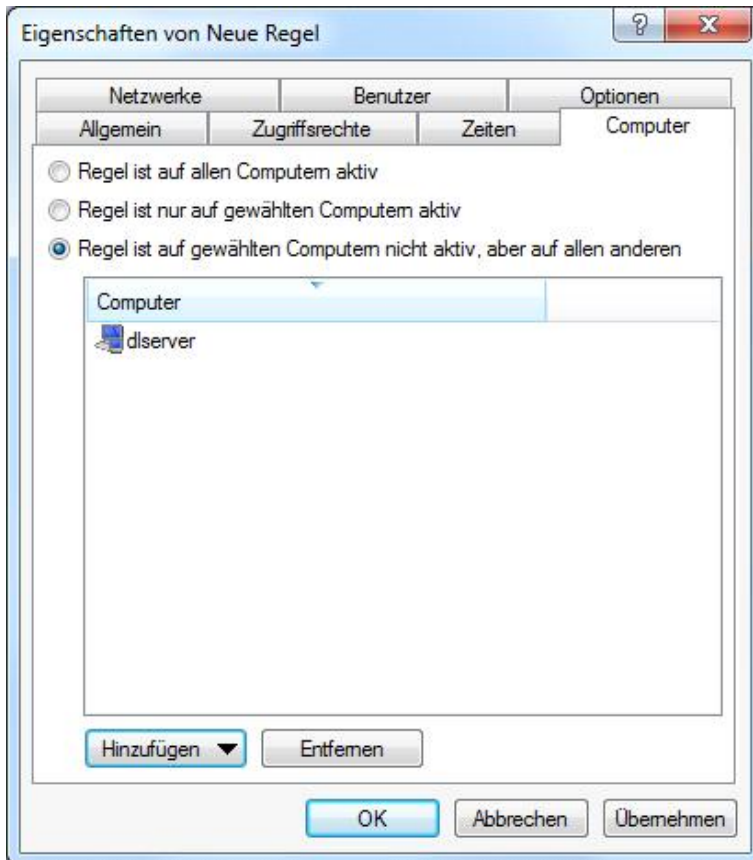 Eigenschaften von Neue Regel
Netzwerke Benutzer Optionen
Allgemein Zugriffsrechte Zeiten Computer
Regel ist auf allen Computern aktiv
Regel ist nur auf gewählten Computern aktiv
Regel ist auf gewählten Computern nicht aktiv, aber auf allen anderen
Computer
dlserver
Hinzufügen Entfernen
OK Abbrechen Übernehmen